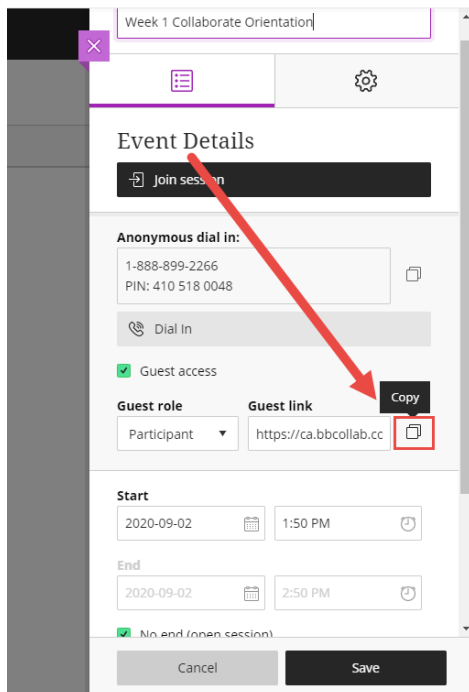 Week 1 Collaborate Orientation
Event Details
Join session
Anonymous dial in:
1-888-899-2266
PIN: 410 518 0048
Dial In
Guest access
Guest role
Guest link
Copy
Participant
https://ca.bbcollab.cc
Start
2020-09-02
1:50 PM
End
2020-09-02
2:50 PM
No end (open session)
Cancel
Save